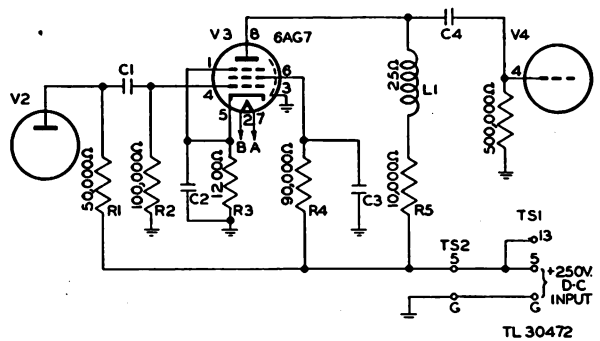 V3
8
6AG7
C4
V4
4
1
6
3
4
5
2
7
B A
C1
V2
25Ω
L1
500,000Ω
50,000Ω
R1
100,000Ω
R2
C2
1200Ω
R3
90,000Ω
R4
C3
10,000Ω
R5
TS1
13
TS2
5
5
+250V.
D-C
INPUT
G
G
TL 30472